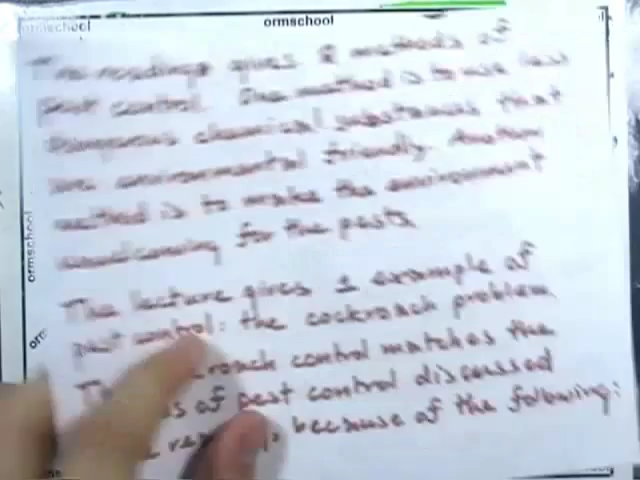 ormschool ormschool
The readings gives 2 methods of
pest control. One method is to use less
dangerous chemical substances that
are environmental friendly. Another
method is to make the environment
unwelcoming for the pests.
ormschool
The lecture gives 1 example of
pest control: the cockroach problem.
roach control matches the
s of pest control discussed
because of the following: